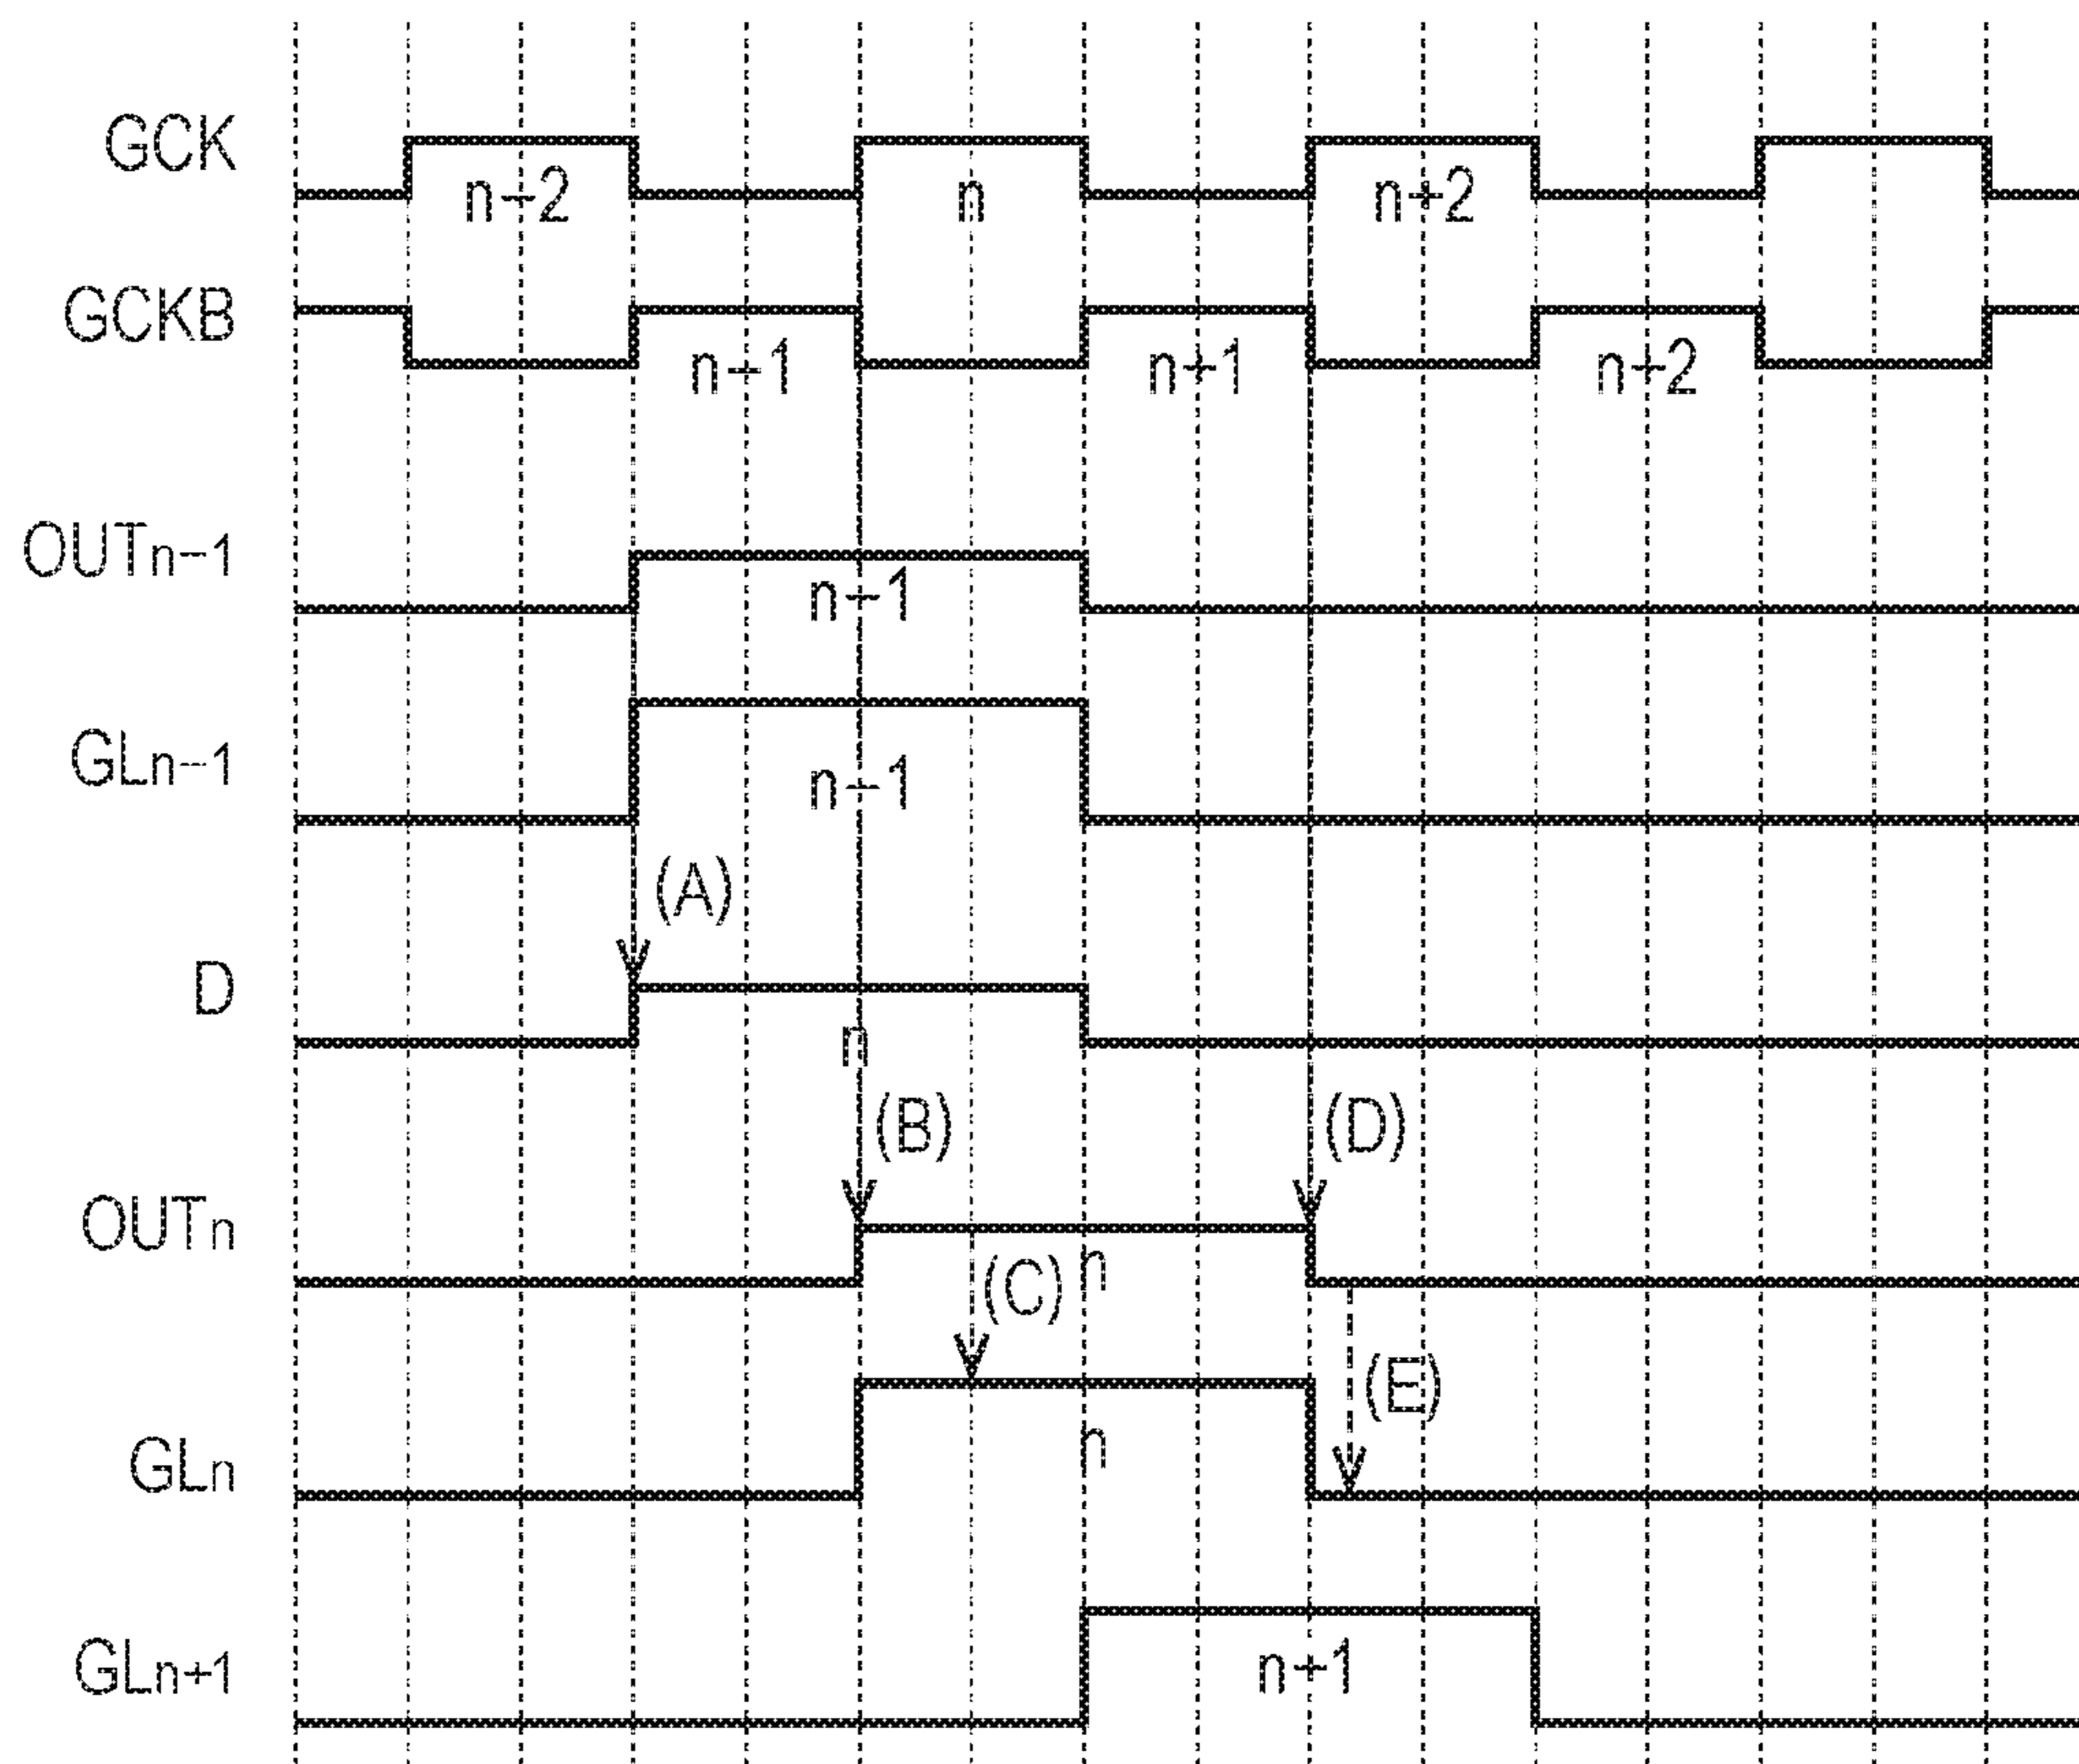 GCK
n-2
n
n+2
GCKB
n-1
n+1
n+2
OUTn-1
n-1
GLn-1
n-1
(A)
D
n
(B)
(D)
OUTn
n
(C)
GLn
n
(E)
GLn+1
n+1